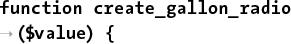 function create_gallon_radio
→($value) {